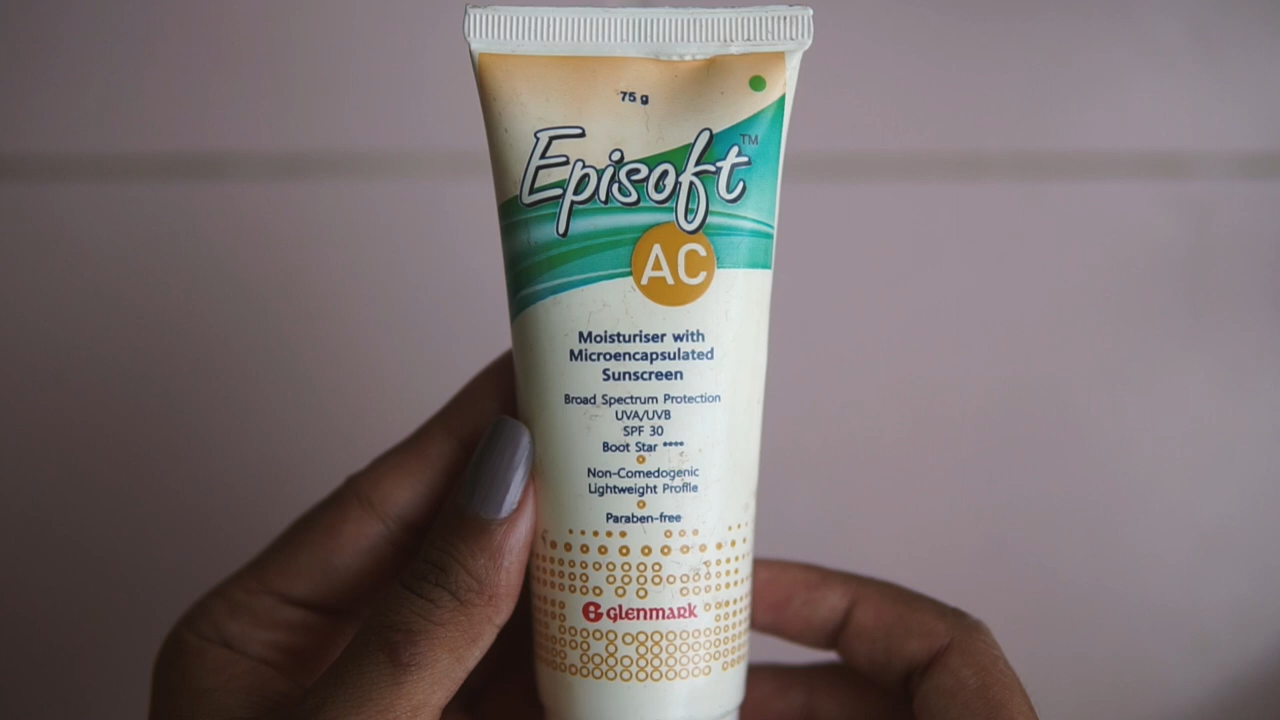 75 g
Episoft™
AC
Moisturiser with
Microencapsulated
Sunscreen
Broad Spectrum Protection
UVA/UVB
SPF 30
Boot Star ****
Non-Comedogenic
Lightweight Profile
Paraben-free
G GLENMARK